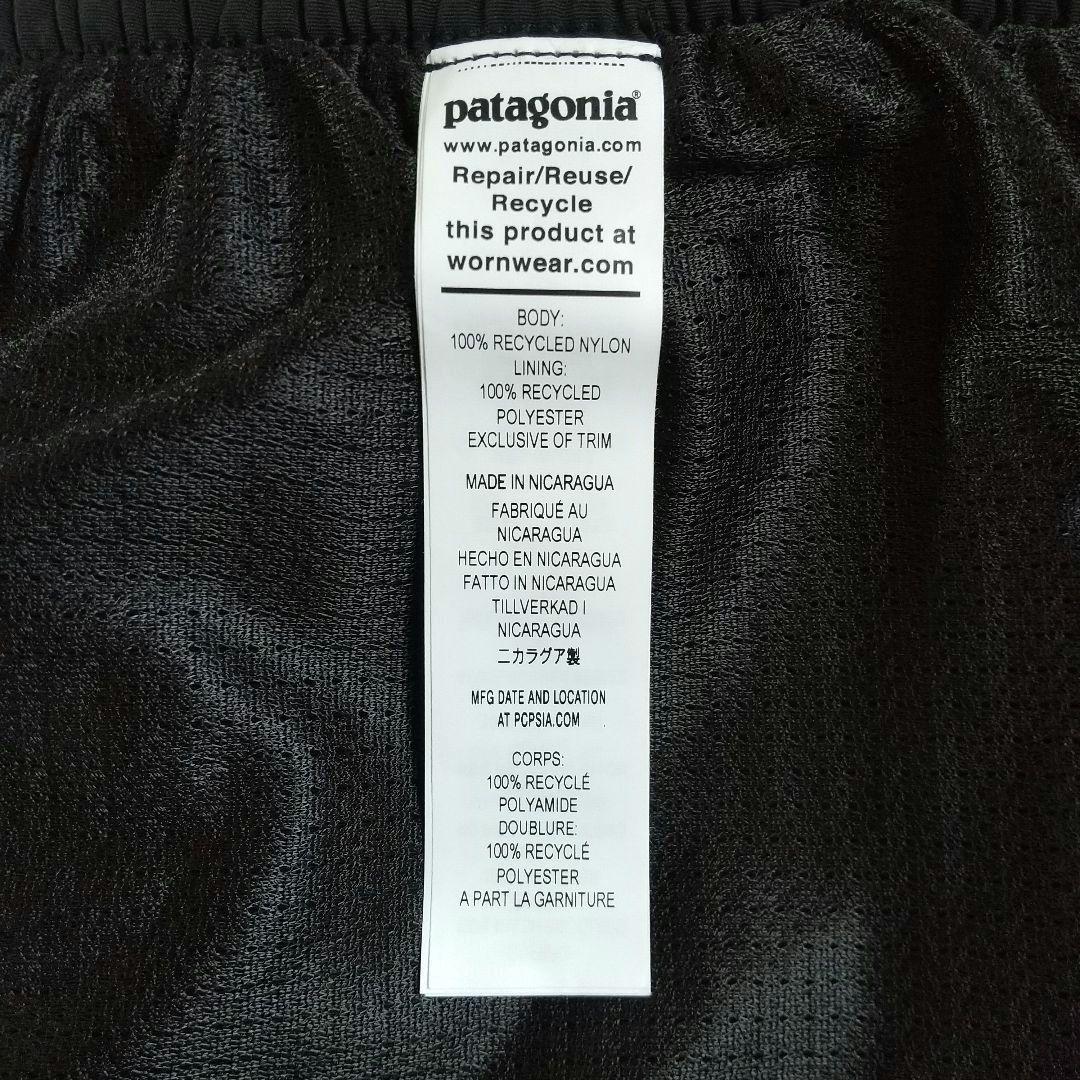 patagonia®
www.patagonia.com
Repair/Reuse/
Recycle
this product at
wornwear.com
BODY:
100% RECYCLED NYLON
LINING:
100% RECYCLED
POLYESTER
EXCLUSIVE OF TRIM
MADE IN NICARAGUA
FABRIQUÉ AU
NICARAGUA
HECHO EN NICARAGUA
FATTO IN NICARAGUA
TILLVERKAD I
NICARAGUA
ニカラグア製
MFG DATE AND LOCATION
AT PCPSIA.COM
CORPS:
100% RECYCLÉ
POLYAMIDE
DOUBLURE:
100% RECYCLÉ
POLYESTER
A PART LA GARNITURE